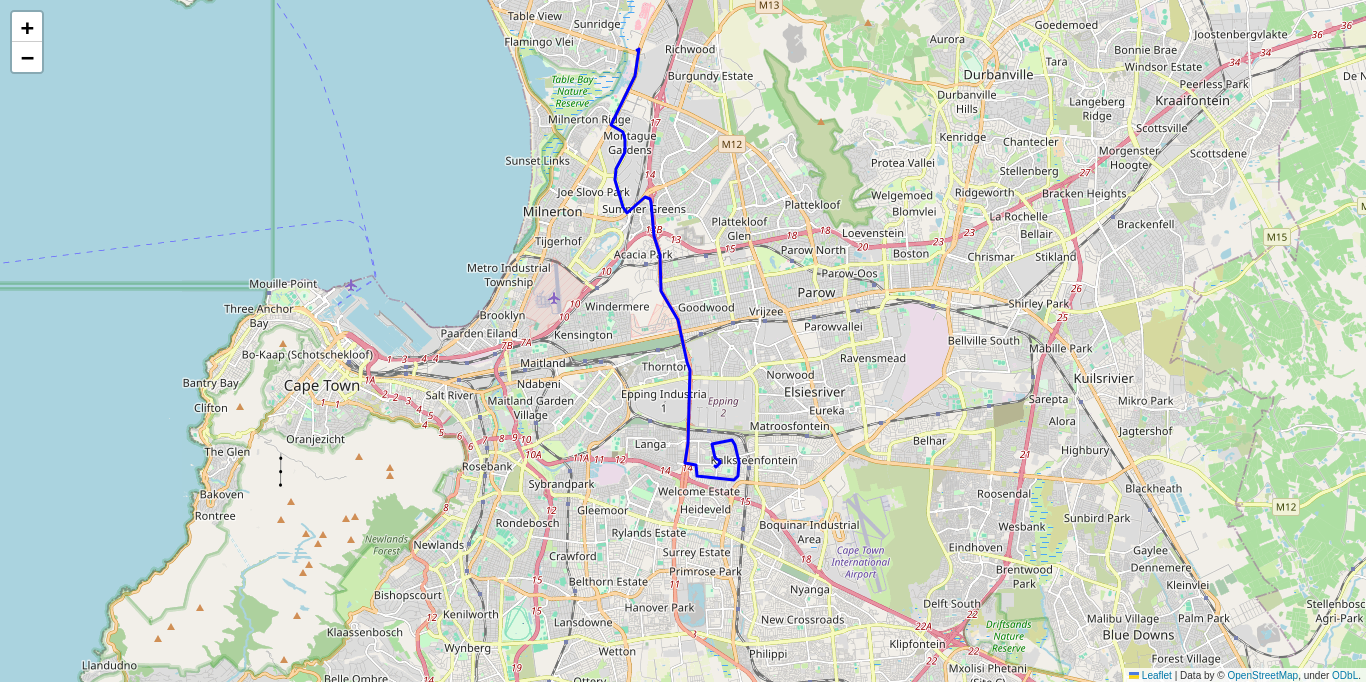 +
−
Table View
Sunridge
Flamingo Vlei
Richwood
Burgundy Estate
Table Bay
Nature
Reserve
Milnerton Ridge
Montague
Gardens
Sunset Links
Joe Slovo Park
Milnerton
Summer Greens
Tijgerhof
Acacia Park
Metro Industrial
Township
M13
Goedemoed
Aurora
Joostenbergvlakte
Bonnie Brae
Tara
Windsor Estate
Durbanville
Peerless Park
Durbanville
Hills
Langeberg
Ridge
Kraaifontein
Scottsville
Kenridge
Chantecler
Morgenster
Hoogte
Scottsdene
Protea Vallei
Stellenberg
M12
Welgemoed
Ridgeworth
Bracken Heights
Plattekloof
Blomvlei
La Rochelle
Plattekloof
Glen
Loevenstein
Bellair
Brackenfell
Parow North
Boston
Chrismar
Stikland
M15
Parow-Oos
Mouille Point
Three Anchor
Bay
Windermere
Goodwood
Parow
Vrijzee
Shirley Park
Brooklyn
Paarden Eiland
Kensington
Parowvallei
Bellville South
Mabille Park
Bo-Kaap (Schotschekloof)
Maitland
Thornton
Ravensmead
Bantry Bay
Cape Town
Ndabeni
Norwood
Kuilsrivier
Salt River
Maitland Garden
Village
Epping Industria
1
Epping
2
Elsiesriver
Clifton
Eureka
Sarepta
Mikro Park
Oranjezicht
Matroosfontein
Alora
Jagtershof
The Glen
Langa
Belhar
Highbury
Rosebank
Kalksteenfontein
Bakoven
Sybrandpark
Welcome Estate
Blackheath
Rontree
Gleemoor
Heideveld
Roosendal
M12
Rondebosch
Rylands Estate
Boquinar Industrial
Area
Wesbank
Sunbird Park
Newlands
Forest
Newlands
Crawford
Surrey Estate
Cape Town
International
Airport
Eindhoven
Gaylee
Dennemere
Belthorn Estate
Primrose Park
Brentwood
Park
Kleinvlei
Bishopscourt
Nyanga
Kenilworth
Hanover Park
Delft South
Stellenbosch
Agri-Park
Klaassenbosch
Lansdowne
New Crossroads
Driftsands
Nature
Reserve
Malibu Village
Palm Park
Blue Downs
Wynberg
Wetton
Philippi
Klipfontein
Forest Village
Llandudno
Belle Ombre
Ottery
Mxolisi Phetani
Leaflet | Data by © OpenStreetMap, under ODbL.